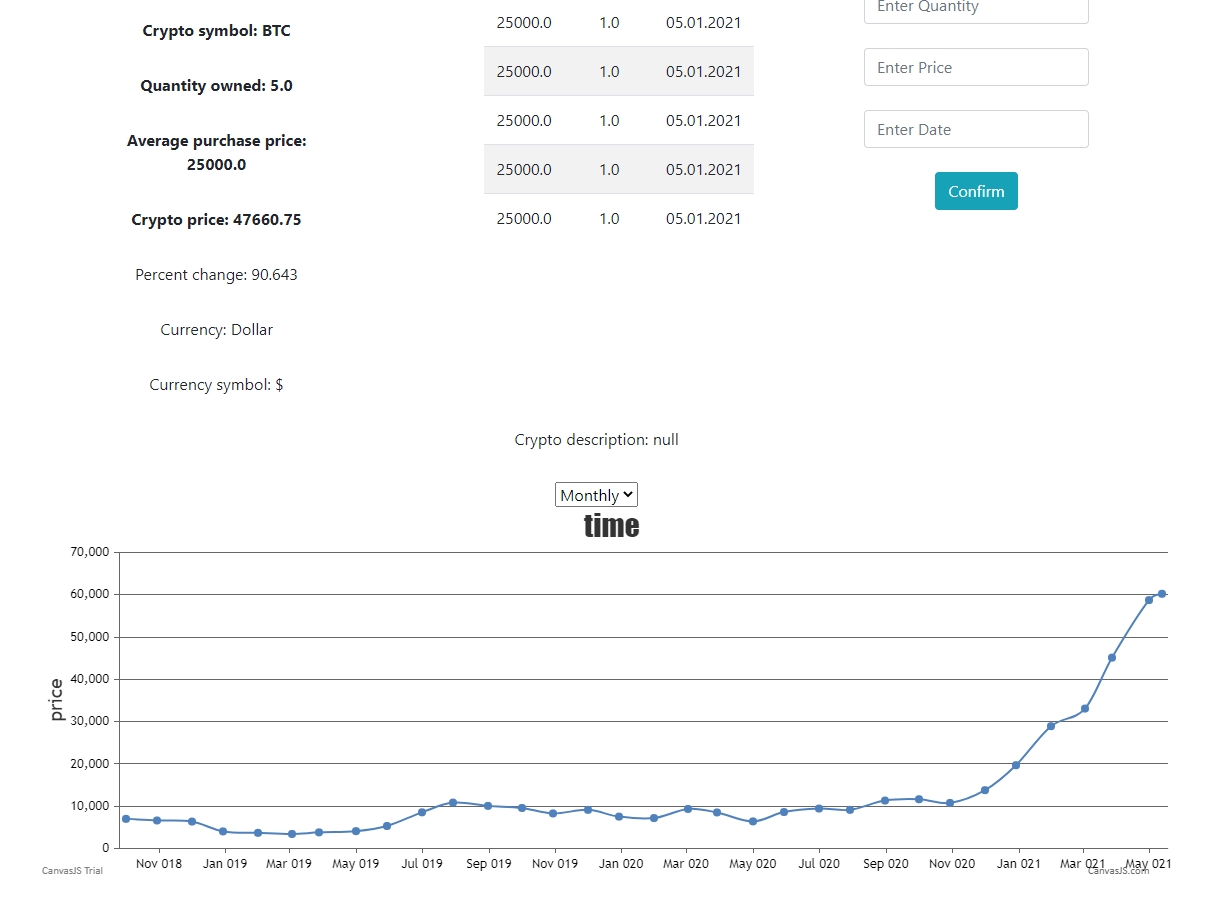 Crypto symbol: BTC
Quantity owned: 5.0
Average purchase price:
25000.0
Crypto price: 47660.75
Percent change: 90.643
Currency: Dollar
Currency symbol: $
25000.0 1.0 05.01.2021
25000.0 1.0 05.01.2021
25000.0 1.0 05.01.2021
25000.0 1.0 05.01.2021
25000.0 1.0 05.01.2021
Enter Quantity
Enter Price
Enter Date
Confirm
Crypto description: null
Monthly
time
price
70,000
60,000
50,000
40,000
30,000
20,000
10,000
0
Nov 018 Jan 019 Mar 019 May 019 Jul 019 Sep 019 Nov 019 Jan 020 Mar 020 May 020 Jul 020 Sep 020 Nov 020 Jan 021 Mar 021 May 021
CanvasJS Trial
CanvasJS.com